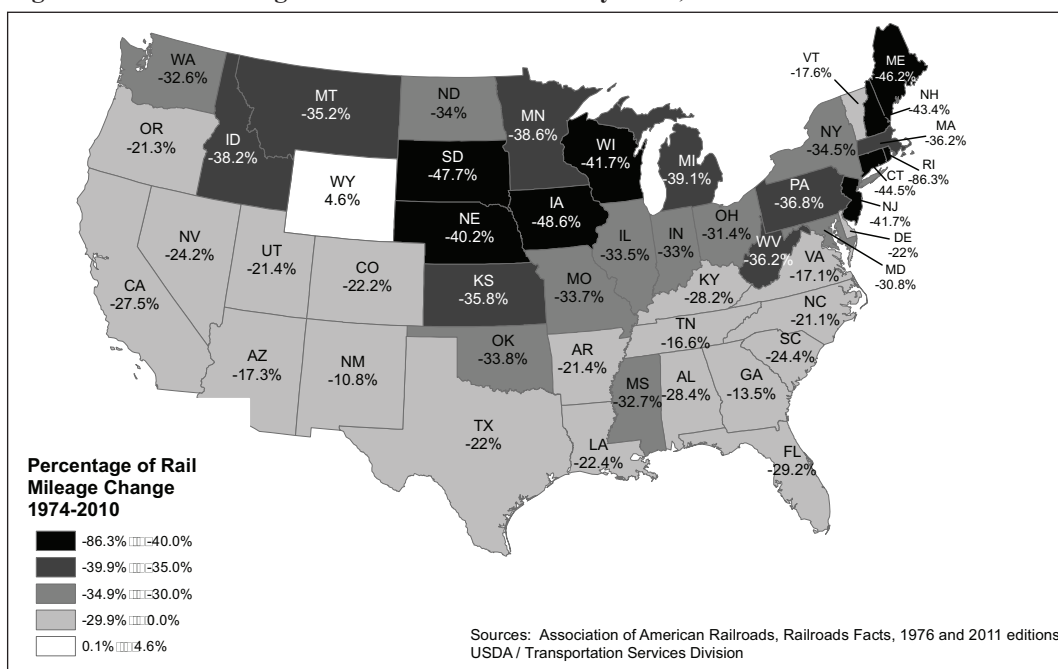 WA
-32.6%
OR
-21.3%
CA
-27.5%
NV
-24.2%
ID
-38.2%
MT
-35.2%
WY
4.6%
UT
-21.4%
CO
-22.2%
AZ
-17.3%
NM
-10.8%
ND
-34%
SD
-47.7%
NE
-40.2%
KS
-35.8%
OK
-33.8%
TX
-22%
MN
-38.6%
IA
-48.6%
MO
-33.7%
AR
-21.4%
LA
-22.4%
WI
-41.7%
IL
-33.5%
MI
-39.1%
IN
-33%
OH
-31.4%
KY
-28.2%
TN
-16.6%
MS
-32.7%
AL
-28.4%
GA
-13.5%
FL
-29.2%
SC
-24.4%
NC
-21.1%
VA
-17.1%
WV
-36.2%
PA
-36.8%
NY
-34.5%
VT
-17.6%
ME
-46.2%
NH
-43.4%
MA
-36.2%
RI
-86.3%
CT
-44.5%
NJ
-41.7%
DE
-22%
MD
-30.8%
Percentage of Rail
Mileage Change
1974-2010
-86.3% -40.0%
-39.9% -35.0%
-34.9% -30.0%
-29.9% 0.0%
0.1% 4.6%
Sources: Association of American Railroads, Railroads Facts, 1976 and 2011 editions
USDA / Transportation Services Division